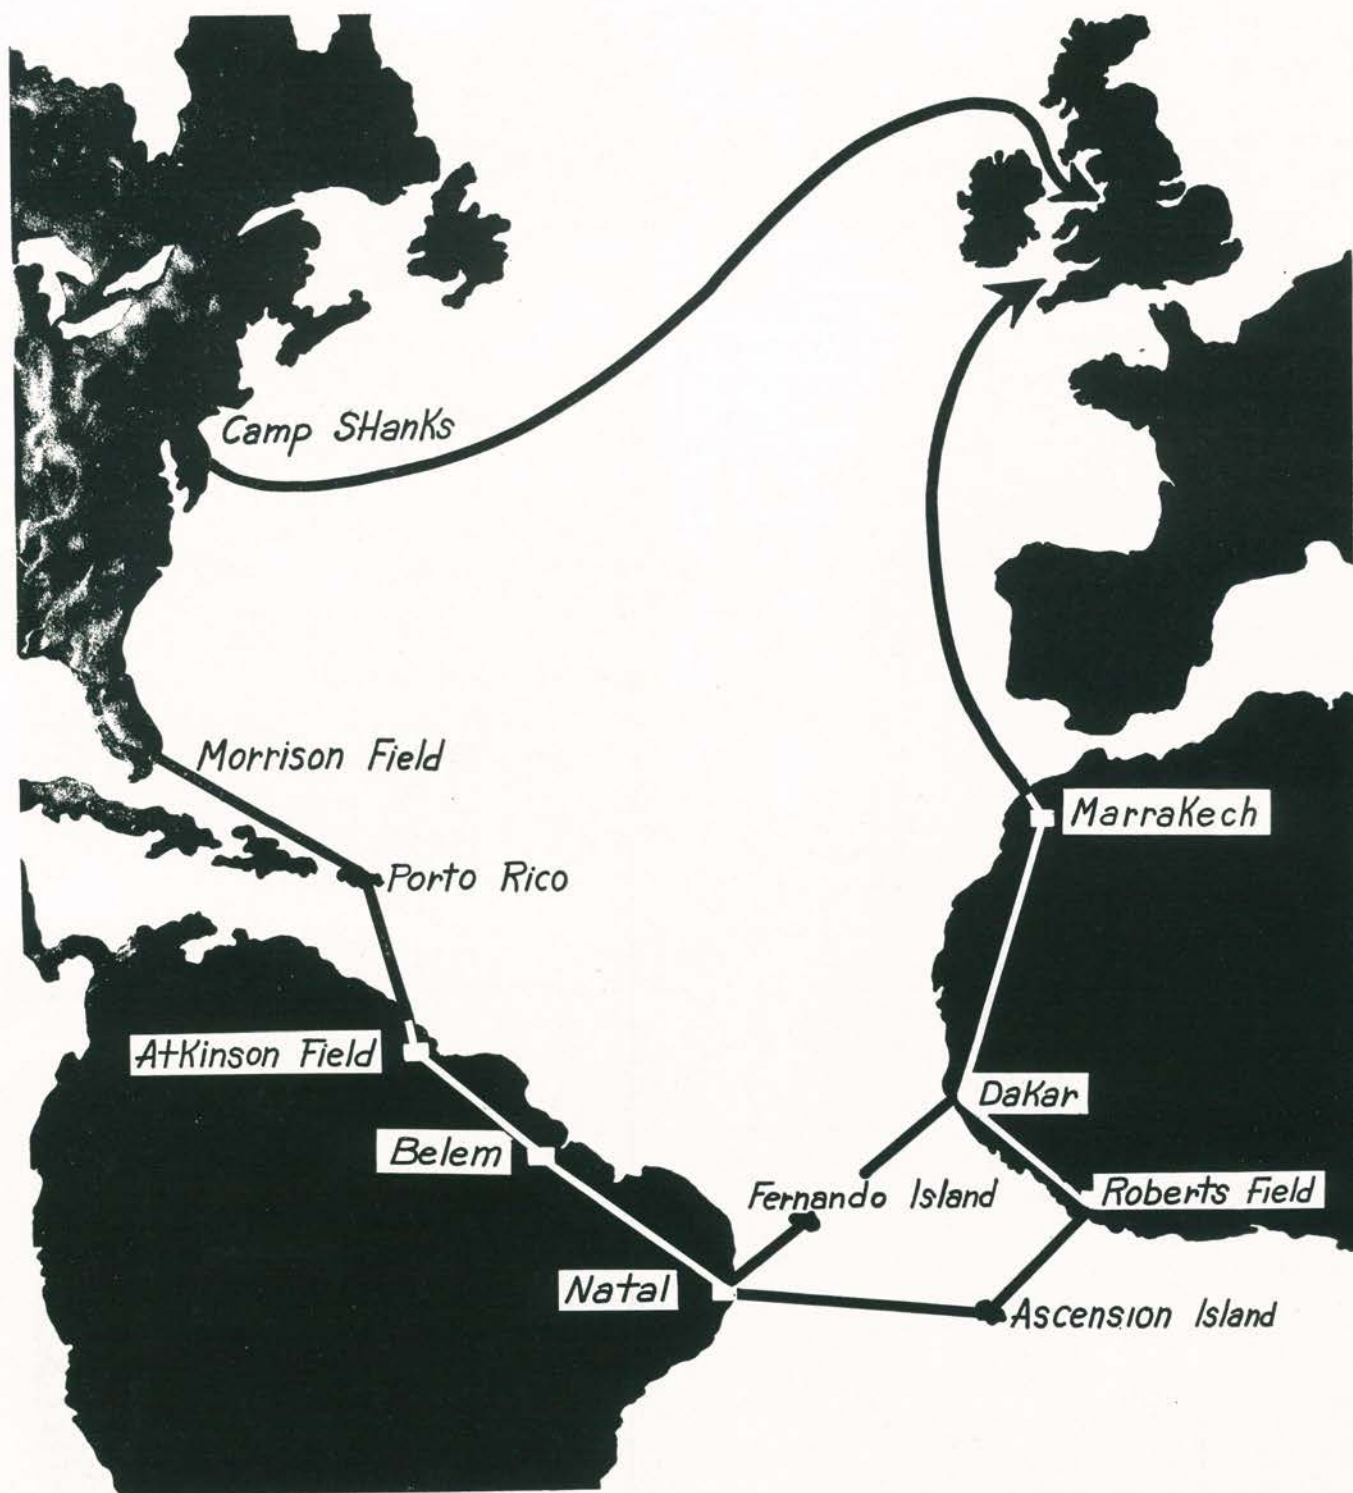 Camp SHanks
Morrison Field
Marrakech
Porto Rico
Atkinson Field
Dakar
Belem
Fernando Island
Roberts Field
Natal
Ascension Island